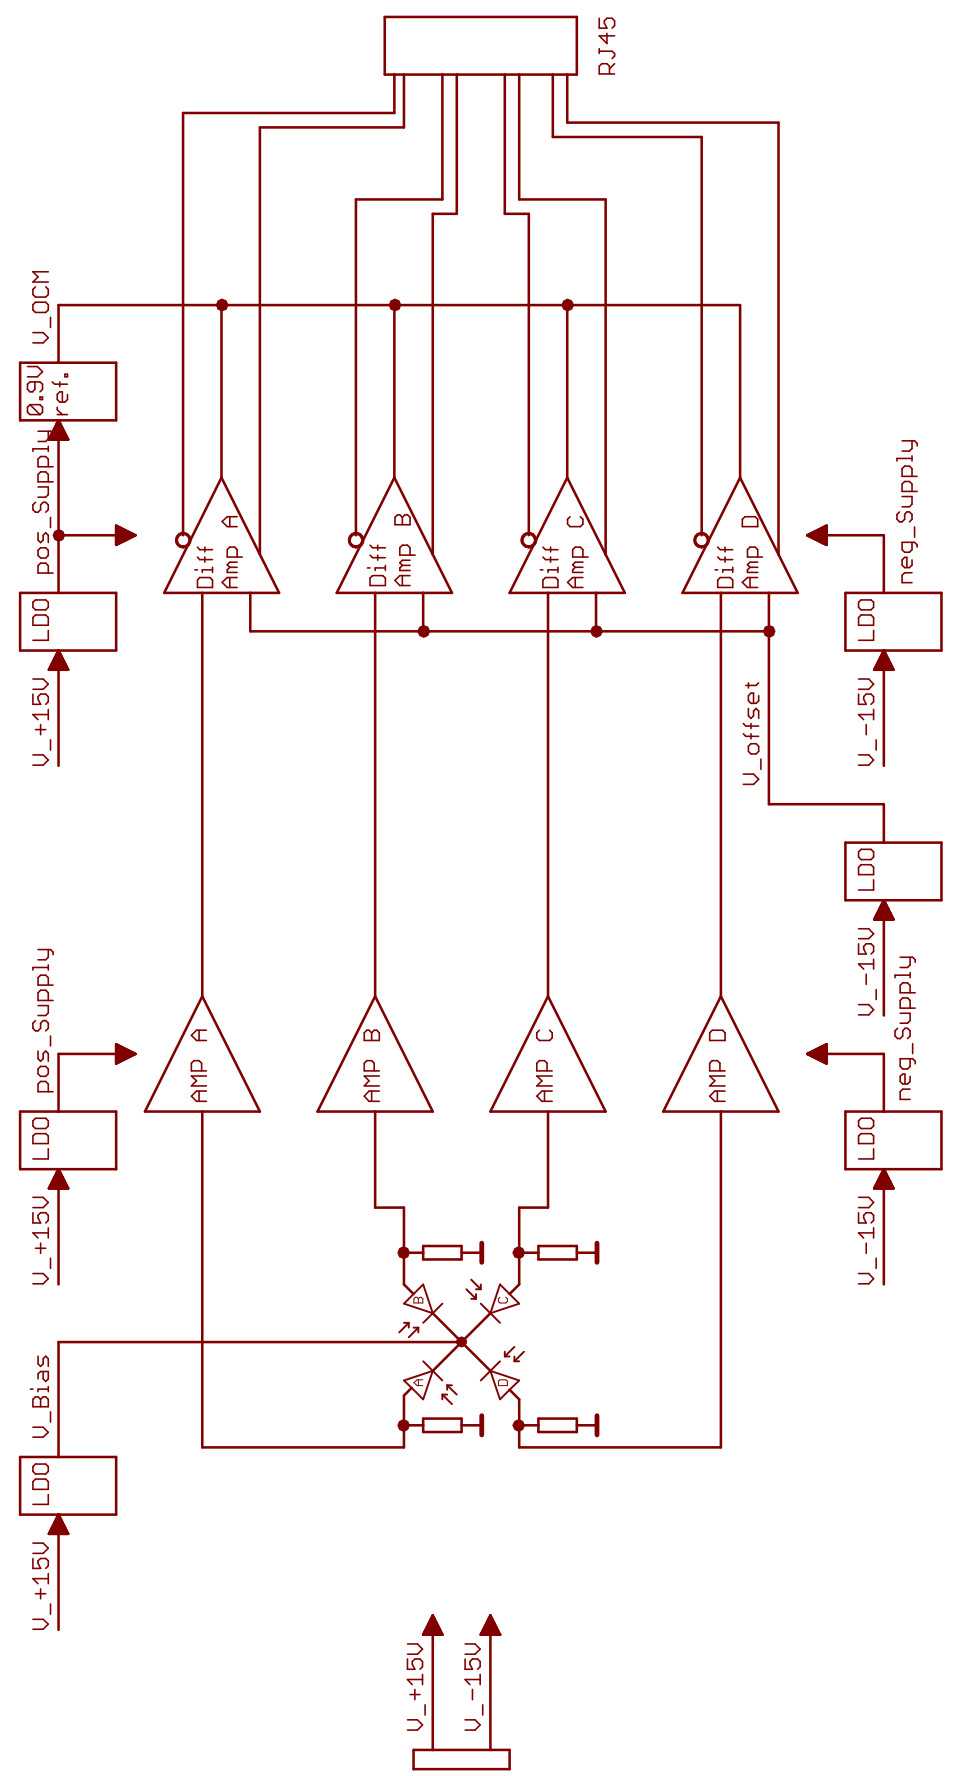 RJ45
V_OCM
0.9V
ref.
pos_Supply
LDO
V_+15V
Diff
Amp A
Diff
Amp B
Diff
Amp C
Diff
Amp D
neg_Supply
LDO
V_-15V
V_offset
LDO
V_-15V
pos_Supply
LDO
V_+15V
AMP A
AMP B
AMP C
AMP D
neg_Supply
LDO
V_-15V
B
C
A
D
V_Bias
LDO
V_+15V
V_+15V
V_-15V